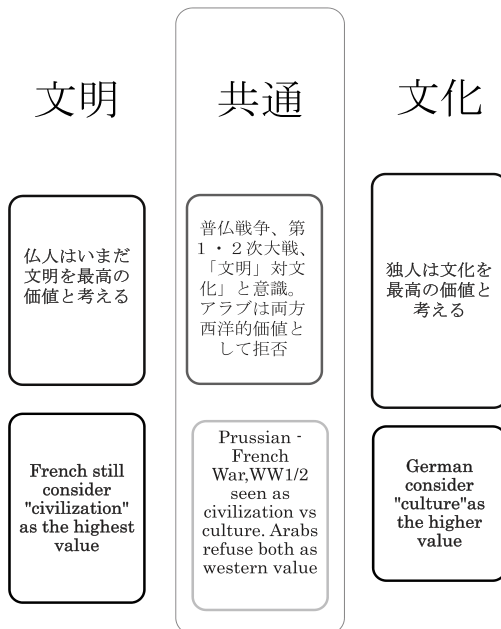 文明
共通
文化
仏人はいまだ
文明を最高の
価値と考える
普仏戦争、第
１・２次大戦、
「文明」対文
化」と意識。
アラブは両方
西洋的価値と
して拒否
独人は文化を
最高の価値と
考える
French still
consider
"civilization"
as the highest
value
Prussian -
French
War,WW1/2
seen as
civilization vs
culture. Arabs
refuse both as
western value
German
consider
"culture"as
the higher
value